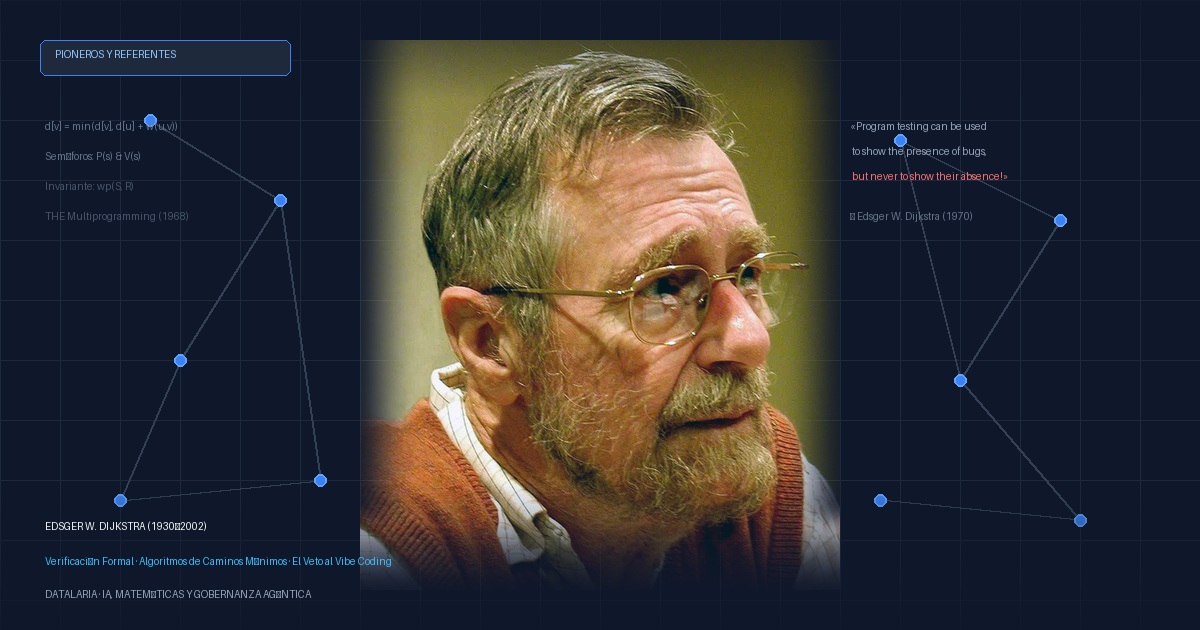 PIONEROS Y REFERENTES
d[v] = min(d[v], d[u] + w(u,v))
Sem□foros: P(s) & V(s)
Invariante: wp(S, R)
THE Multiprogramming (1968)
«Program testing can be used
to show the presence of bugs,
but never to show their absence!»
□ Edsger W. Dijkstra (1970)
EDSGER W. DIJKSTRA (1930□2002)
Verificaci□n Formal · Algoritmos de Caminos M□nimos · El Veto al Vibe Coding
DATALARIA · IA, MATEM□TICAS Y GOBERNANZA AG□NTICA